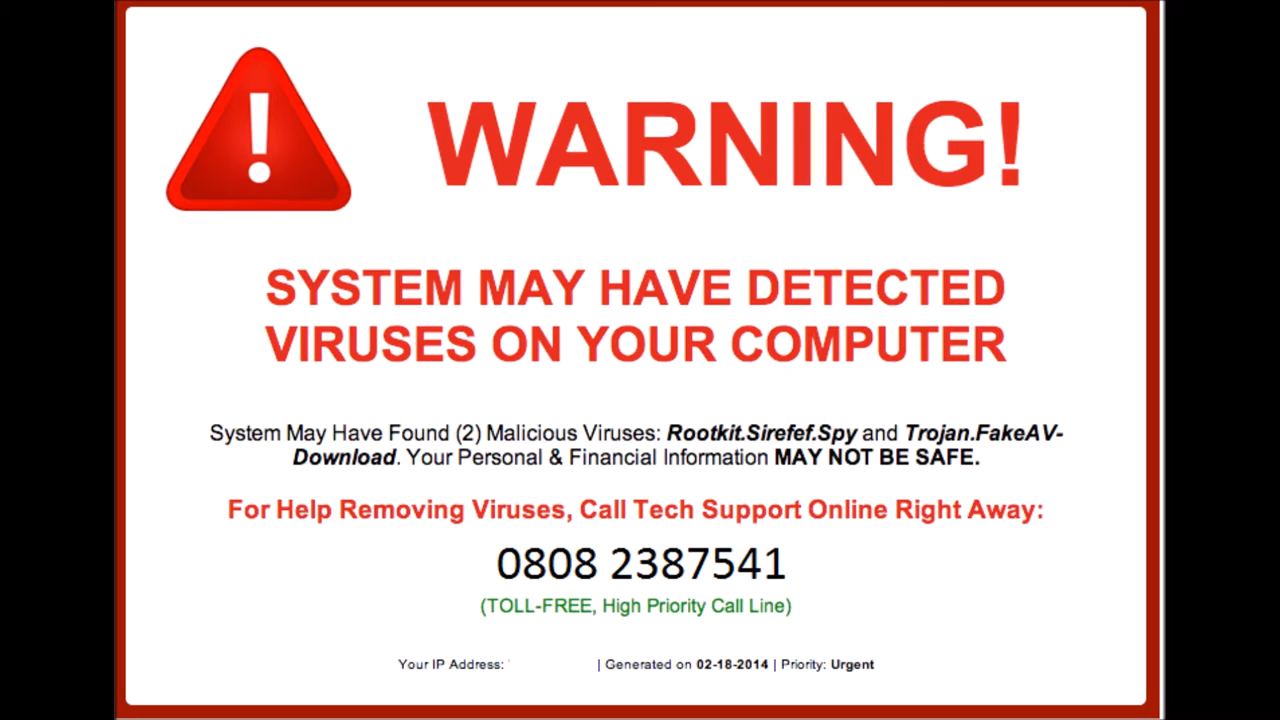 WARNING!
SYSTEM MAY HAVE DETECTED
VIRUSES ON YOUR COMPUTER
System May Have Found (2) Malicious Viruses: Rootkit.Sirefef.Spy and Trojan.FakeAV-
Download. Your Personal & Financial Information MAY NOT BE SAFE.
For Help Removing Viruses, Call Tech Support Online Right Away:
0808 2387541
(TOLL-FREE, High Priority Call Line)
Your IP Address: | Generated on 02-18-2014 | Priority: Urgent